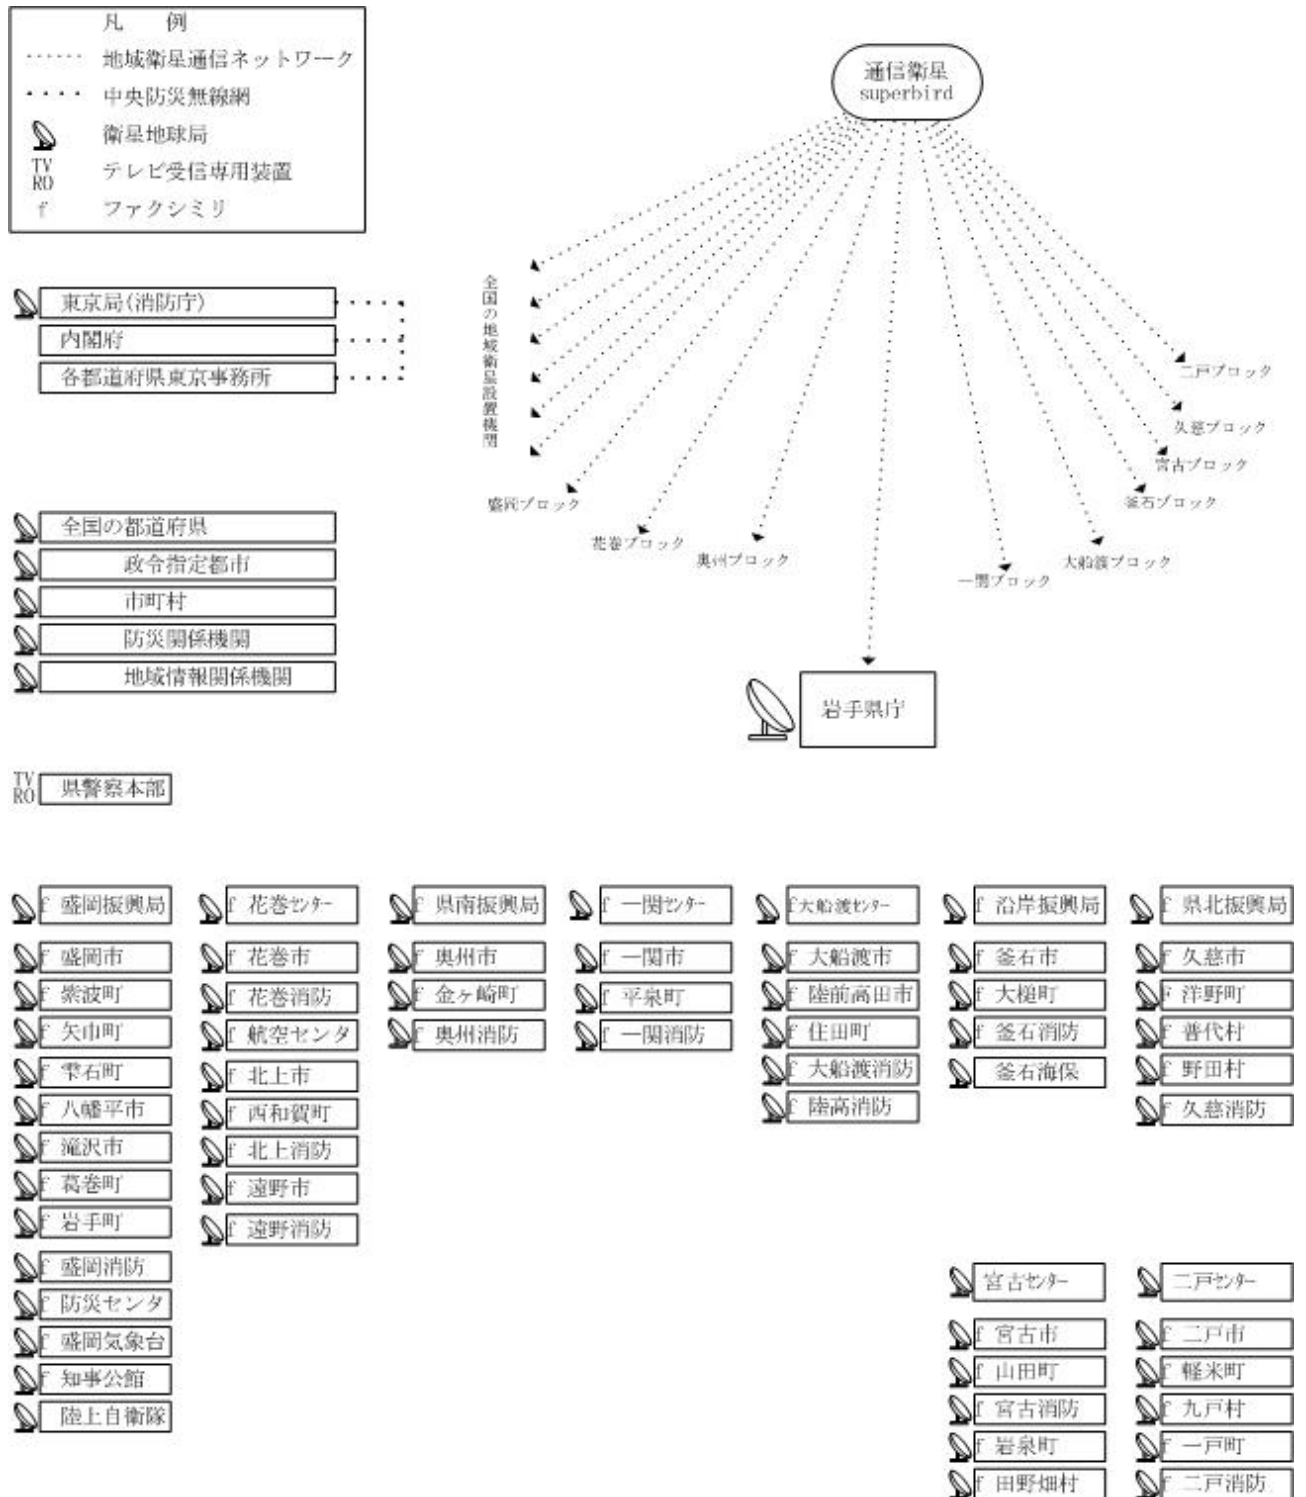 凡 例
地域衛星通信ネットワーク
中央防災無線網
衛星地球局
TV
RO
テレビ受信専用装置
f ファクシミリ
通信衛星
superbird
東京局(消防庁)
内閣府
各都道府県東京事務所
全国の地域衛星設置機関
二戸ブロック
久慈ブロック
宮古ブロック
釜石ブロック
盛岡ブロック
花巻ブロック
奥州ブロック
一関ブロック
大船渡ブロック
全国の都道府県
政令指定都市
市町村
防災関係機関
地域情報関係機関
岩手県庁
TV
RO
県警察本部
f 盛岡振興局
f 盛岡市
f 紫波町
f 矢巾町
f 雫石町
f 八幡平市
f 滝沢市
f 葛巻町
f 岩手町
f 盛岡消防
f 防災センタ
f 盛岡気象台
f 知事公館
陸上自衛隊
f 花巻センター
f 花巻市
f 花巻消防
f 航空センタ
f 北上市
f 西和賀町
f 北上消防
f 遠野市
f 遠野消防
f 県南振興局
f 奥州市
f 金ヶ崎町
f 奥州消防
f 一関センター
f 一関市
f 平泉町
f 一関消防
f 大船渡センター
f 大船渡市
f 陸前高田市
f 住田町
f 大船渡消防
f 陸高消防
f 沿岸振興局
f 釜石市
f 大槌町
f 釜石消防
釜石海保
宮古センター
f 宮古市
f 山田町
f 宮古消防
f 岩泉町
f 田野畑村
f 県北振興局
f 久慈市
F 洋野町
f 普代村
f 野田村
f 久慈消防
二戸センター
f 二戸市
f 軽米町
f 九戸村
f 一戸町
f 二戸消防